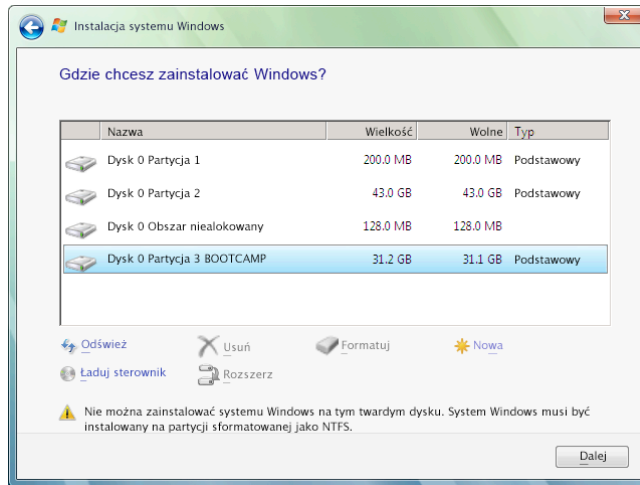 Instalacja systemu Windows
Gdzie chcesz zainstalować Windows?
Nazwa Wielkość Wolne Typ
Dysk 0 Partycja 1 200.0 MB 200.0 MB Podstawowy
Dysk 0 Partycja 2 43.0 GB 43.0 GB Podstawowy
Dysk 0 Obszar niealokowany 128.0 MB 128.0 MB
Dysk 0 Partycja 3 BOOTCAMP 31.2 GB 31.1 GB Podstawowy
Odśwież Usuń Formatuj Nowa
Ładuj sterownik Rozszerz
Nie można zainstalować systemu Windows na tym twardym dysku. System Windows musi być
instalowany na partycji sformatowanej jako NTFS.
Dalej